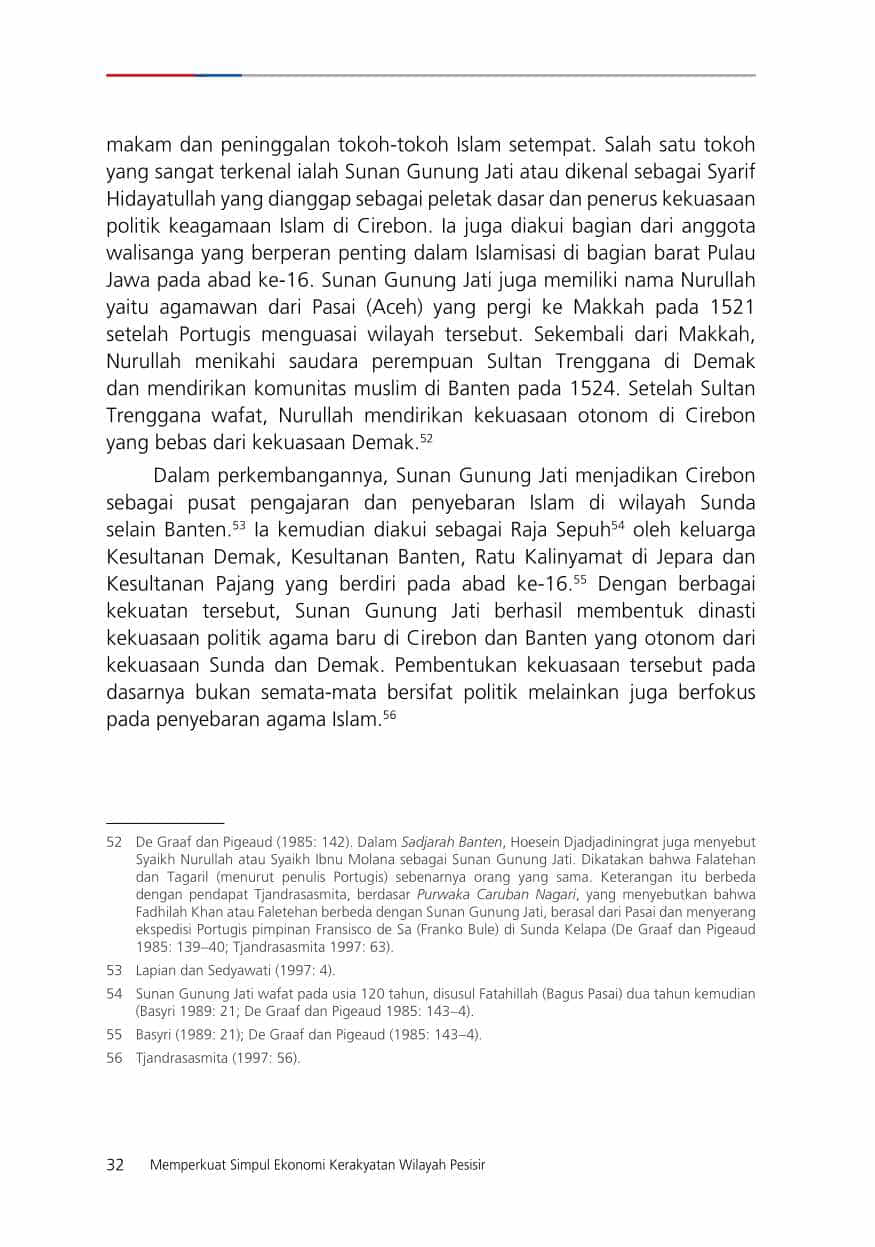 makam dan peninggalan tokoh-tokoh Islam setempat. Salah satu tokoh
yang sangat terkenal ialah Sunan Gunung Jati atau dikenal sebagai Syarif
Hidayatullah yang dianggap sebagai peletak dasar dan penerus kekuasaan
politik keagamaan Islam di Cirebon. Ia juga diakui bagian dari anggota
walisanga yang berperan penting dalam Islamisasi di bagian barat Pulau
Jawa pada abad ke-16. Sunan Gunung Jati juga memiliki nama Nurullah
yaitu agamawan dari Pasai (Aceh) yang pergi ke Makkah pada 1521
setelah Portugis menguasai wilayah tersebut. Sekembali dari Makkah,
Nurullah menikahi saudara perempuan Sultan Trenggana di Demak
dan mendirikan komunitas muslim di Banten pada 1524. Setelah Sultan
Trenggana wafat, Nurullah mendirikan kekuasaan otonom di Cirebon
yang bebas dari kekuasaan Demak.52
Dalam perkembangannya, Sunan Gunung Jati menjadikan Cirebon
sebagai pusat pengajaran dan penyebaran Islam di wilayah Sunda
selain Banten.53 Ia kemudian diakui sebagai Raja Sepuh54 oleh keluarga
Kesultanan Demak, Kesultanan Banten, Ratu Kalinyamat di Jepara dan
Kesultanan Pajang yang berdiri pada abad ke-16.55 Dengan berbagai
kekuatan tersebut, Sunan Gunung Jati berhasil membentuk dinasti
kekuasaan politik agama baru di Cirebon dan Banten yang otonom dari
kekuasaan Sunda dan Demak. Pembentukan kekuasaan tersebut pada
dasarnya bukan semata-mata bersifat politik melainkan juga berfokus
pada penyebaran agama Islam.56
52 De Graaf dan Pigeaud (1985: 142). Dalam Sadjarah Banten, Hoesein Djadjadiningrat juga menyebut
Syaikh Nurullah atau Syaikh Ibnu Molana sebagai Sunan Gunung Jati. Dikatakan bahwa Falatehan
dan Tagaril (menurut penulis Portugis) sebenarnya orang yang sama. Keterangan itu berbeda
dengan pendapat Tjandrasasmita, berdasar Purwaka Caruban Nagari, yang menyebutkan bahwa
Fadhilah Khan atau Faletehan berbeda dengan Sunan Gunung Jati, berasal dari Pasai dan menyerang
ekspedisi Portugis pimpinan Fransisco de Sa (Franko Bule) di Sunda Kelapa (De Graaf dan Pigeaud
1985: 139–40; Tjandrasasmita 1997: 63).
53 Lapian dan Sedyawati (1997: 4).
54 Sunan Gunung Jati wafat pada usia 120 tahun, disusul Fatahillah (Bagus Pasai) dua tahun kemudian
(Basyri 1989: 21; De Graaf dan Pigeaud 1985: 143–4).
55 Basyri (1989: 21); De Graaf dan Pigeaud (1985: 143–4).
56 Tjandrasasmita (1997: 56).
32 Memperkuat Simpul Ekonomi Kerakyatan Wilayah Pesisir